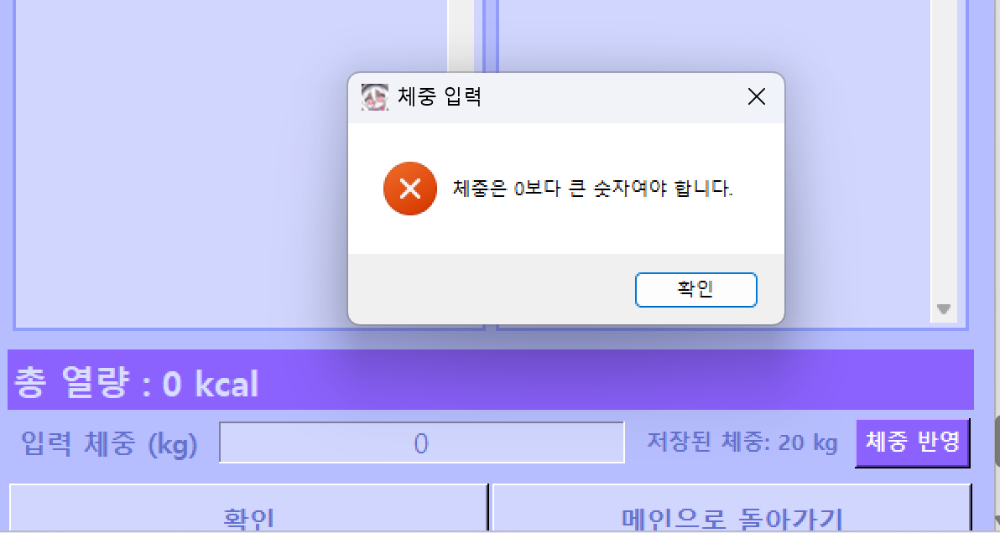 체중 입력
체중은 0보다 큰 숫자여야 합니다.
확인
총 열량 : 0 kcal
입력 체중 (kg) 0 저장된 체중: 20 kg 체중 반영
확인 메인으로 돌아가기